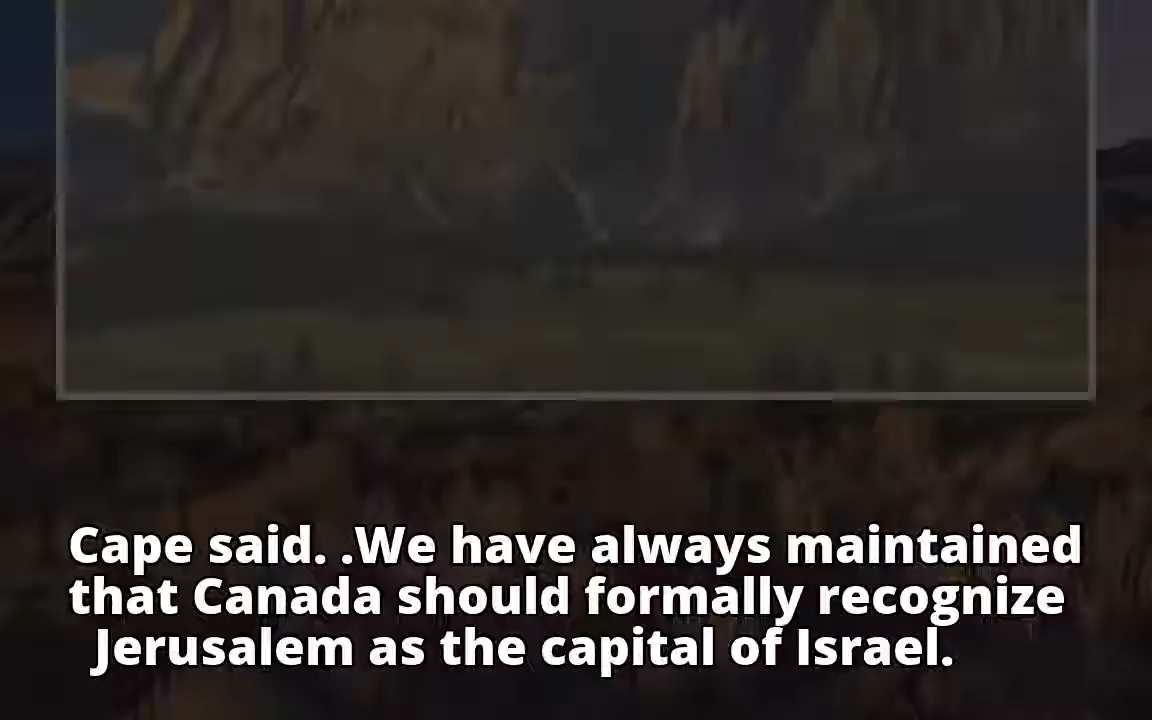 Cape said. .We have always maintained
that Canada should formally recognize
Jerusalem as the capital of Israel.